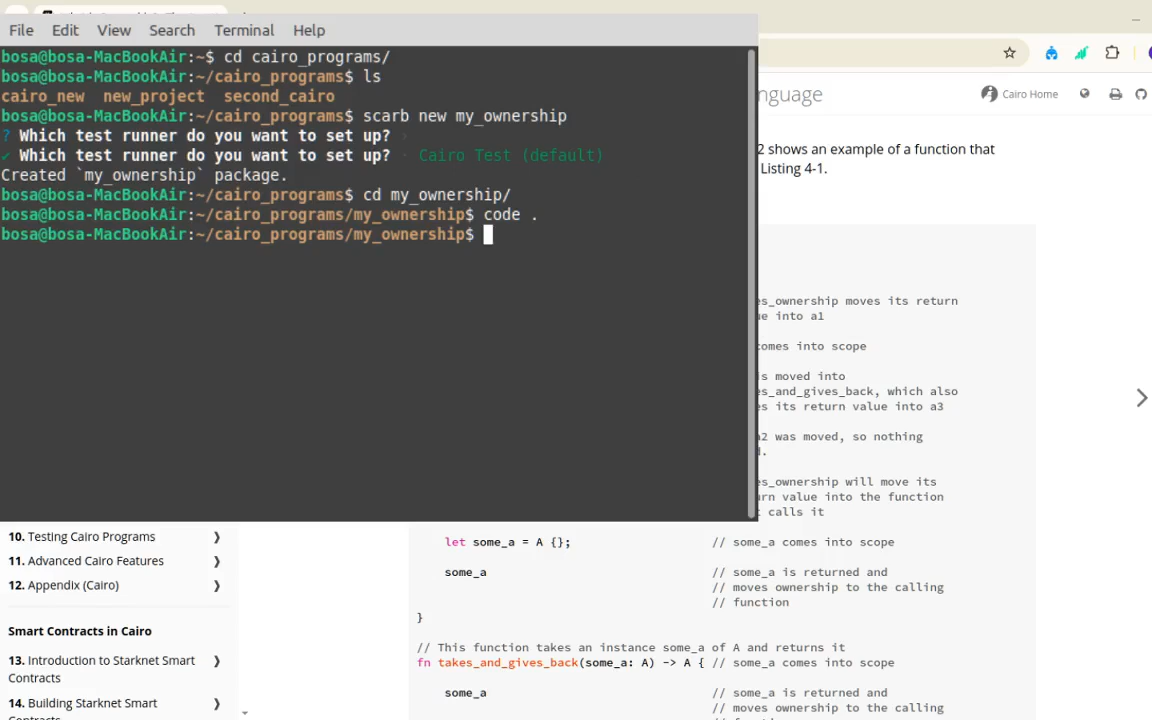 File Edit View Search Terminal Help
bosa@bosa-MacBookAir:~$ cd cairo_programs/
bosa@bosa-MacBookAir:~/cairo_programs$ ls
cairo_new new_project second_cairo
bosa@bosa-MacBookAir:~/cairo_programs$ scarb new my_ownership
? Which test runner do you want to set up? ›
✔ Which test runner do you want to set up? · Cairo Test (default)
Created `my_ownership` package.
bosa@bosa-MacBookAir:~/cairo_programs$ cd my_ownership/
bosa@bosa-MacBookAir:~/cairo_programs/my_ownership$ code .
bosa@bosa-MacBookAir:~/cairo_programs/my_ownership$
nguage
Cairo Home
2 shows an example of a function that
Listing 4-1.
es_ownership moves its return
ue into a1
comes into scope
is moved into
es_and_gives_back, which also
es its return value into a3
a2 was moved, so nothing
d.
es_ownership will move its
urn value into the function
t calls it
let some_a = A {}; // some_a comes into scope
some_a // some_a is returned and
// moves ownership to the calling
// function
}
// This function takes an instance some_a of A and returns it
fn takes_and_gives_back(some_a: A) -> A { // some_a comes into scope
some_a // some_a is returned and
// moves ownership to the calling
10. Testing Cairo Programs ❯
11. Advanced Cairo Features ❯
12. Appendix (Cairo) ❯
Smart Contracts in Cairo
13. Introduction to Starknet Smart ❯
Contracts
14. Building Starknet Smart ❯